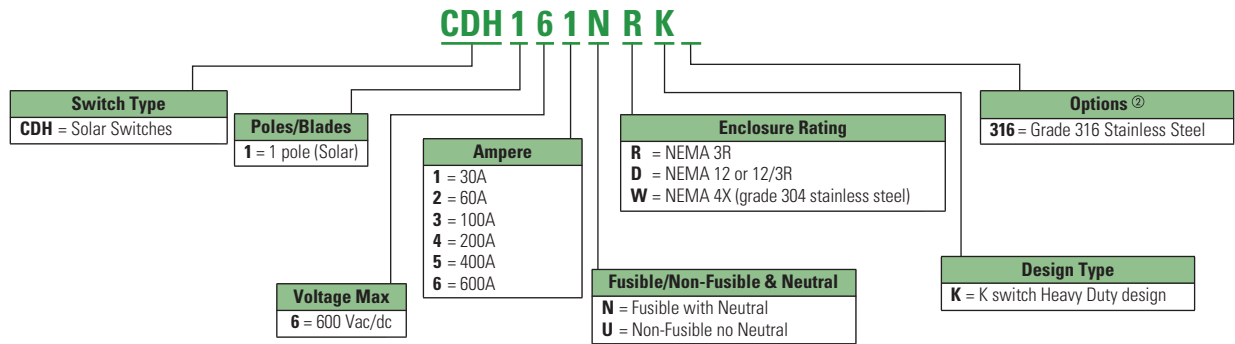 CDH 1 6 1 N R K
Switch Type
CDH = Solar Switches
Poles/Blades
1 = 1 pole (Solar)
Voltage Max
6 = 600 Vac/dc
Ampere
1 = 30A
2 = 60A
3 = 100A
4 = 200A
5 = 400A
6 = 600A
Fusible/Non-Fusible & Neutral
N = Fusible with Neutral
U = Non-Fusible no Neutral
Enclosure Rating
R = NEMA 3R
D = NEMA 12 or 12/3R
W = NEMA 4X (grade 304 stainless steel)
Design Type
K = K switch Heavy Duty design
Options ②
316 = Grade 316 Stainless Steel